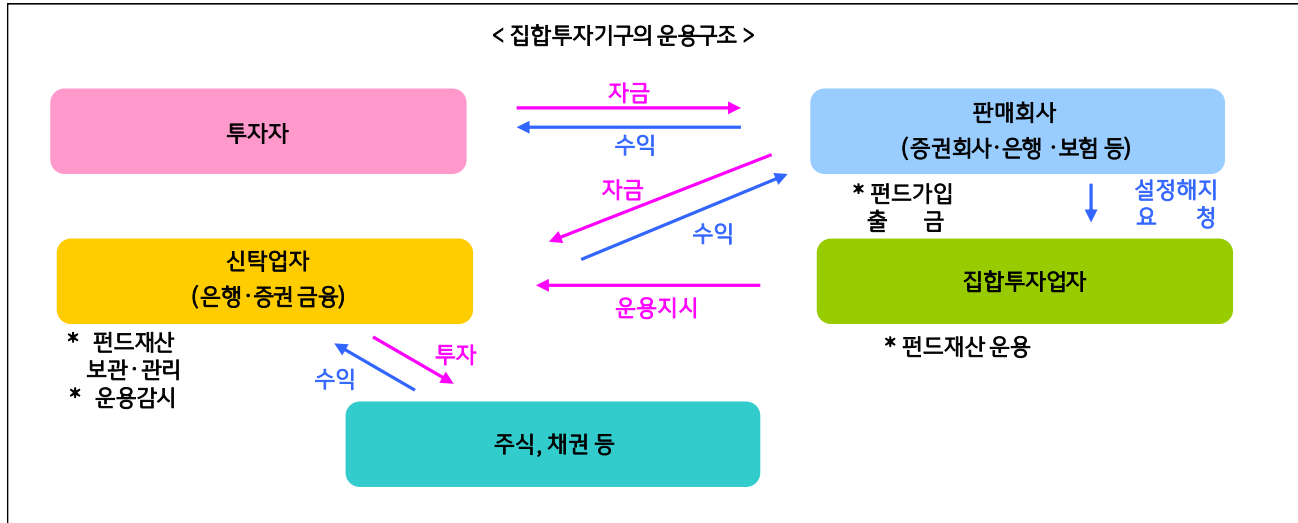 < 집합투자기구의 운용구조 >
자금
투자자
수익
판매회사
(증권회사·은행 ·보험 등)
자금
수익
* 펀드가입
출 금
설정해지
요 청
신탁업자
(은행·증권 금융)
운용지시
집합투자업자
* 펀드재산
보관·관리
* 운용감시
* 펀드재산 운용
투자
수익
주식, 채권 등